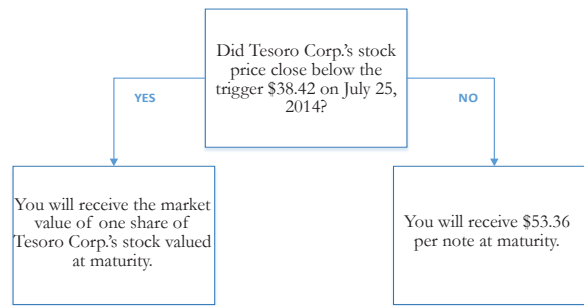 Did Tesoro Corp.'s stock
price close below the
trigger $38.42 on July 25,
2014?
YES
NO
You will receive the market
value of one share of
Tesoro Corp.'s stock valued
at maturity.
You will receive $53.36
per note at maturity.